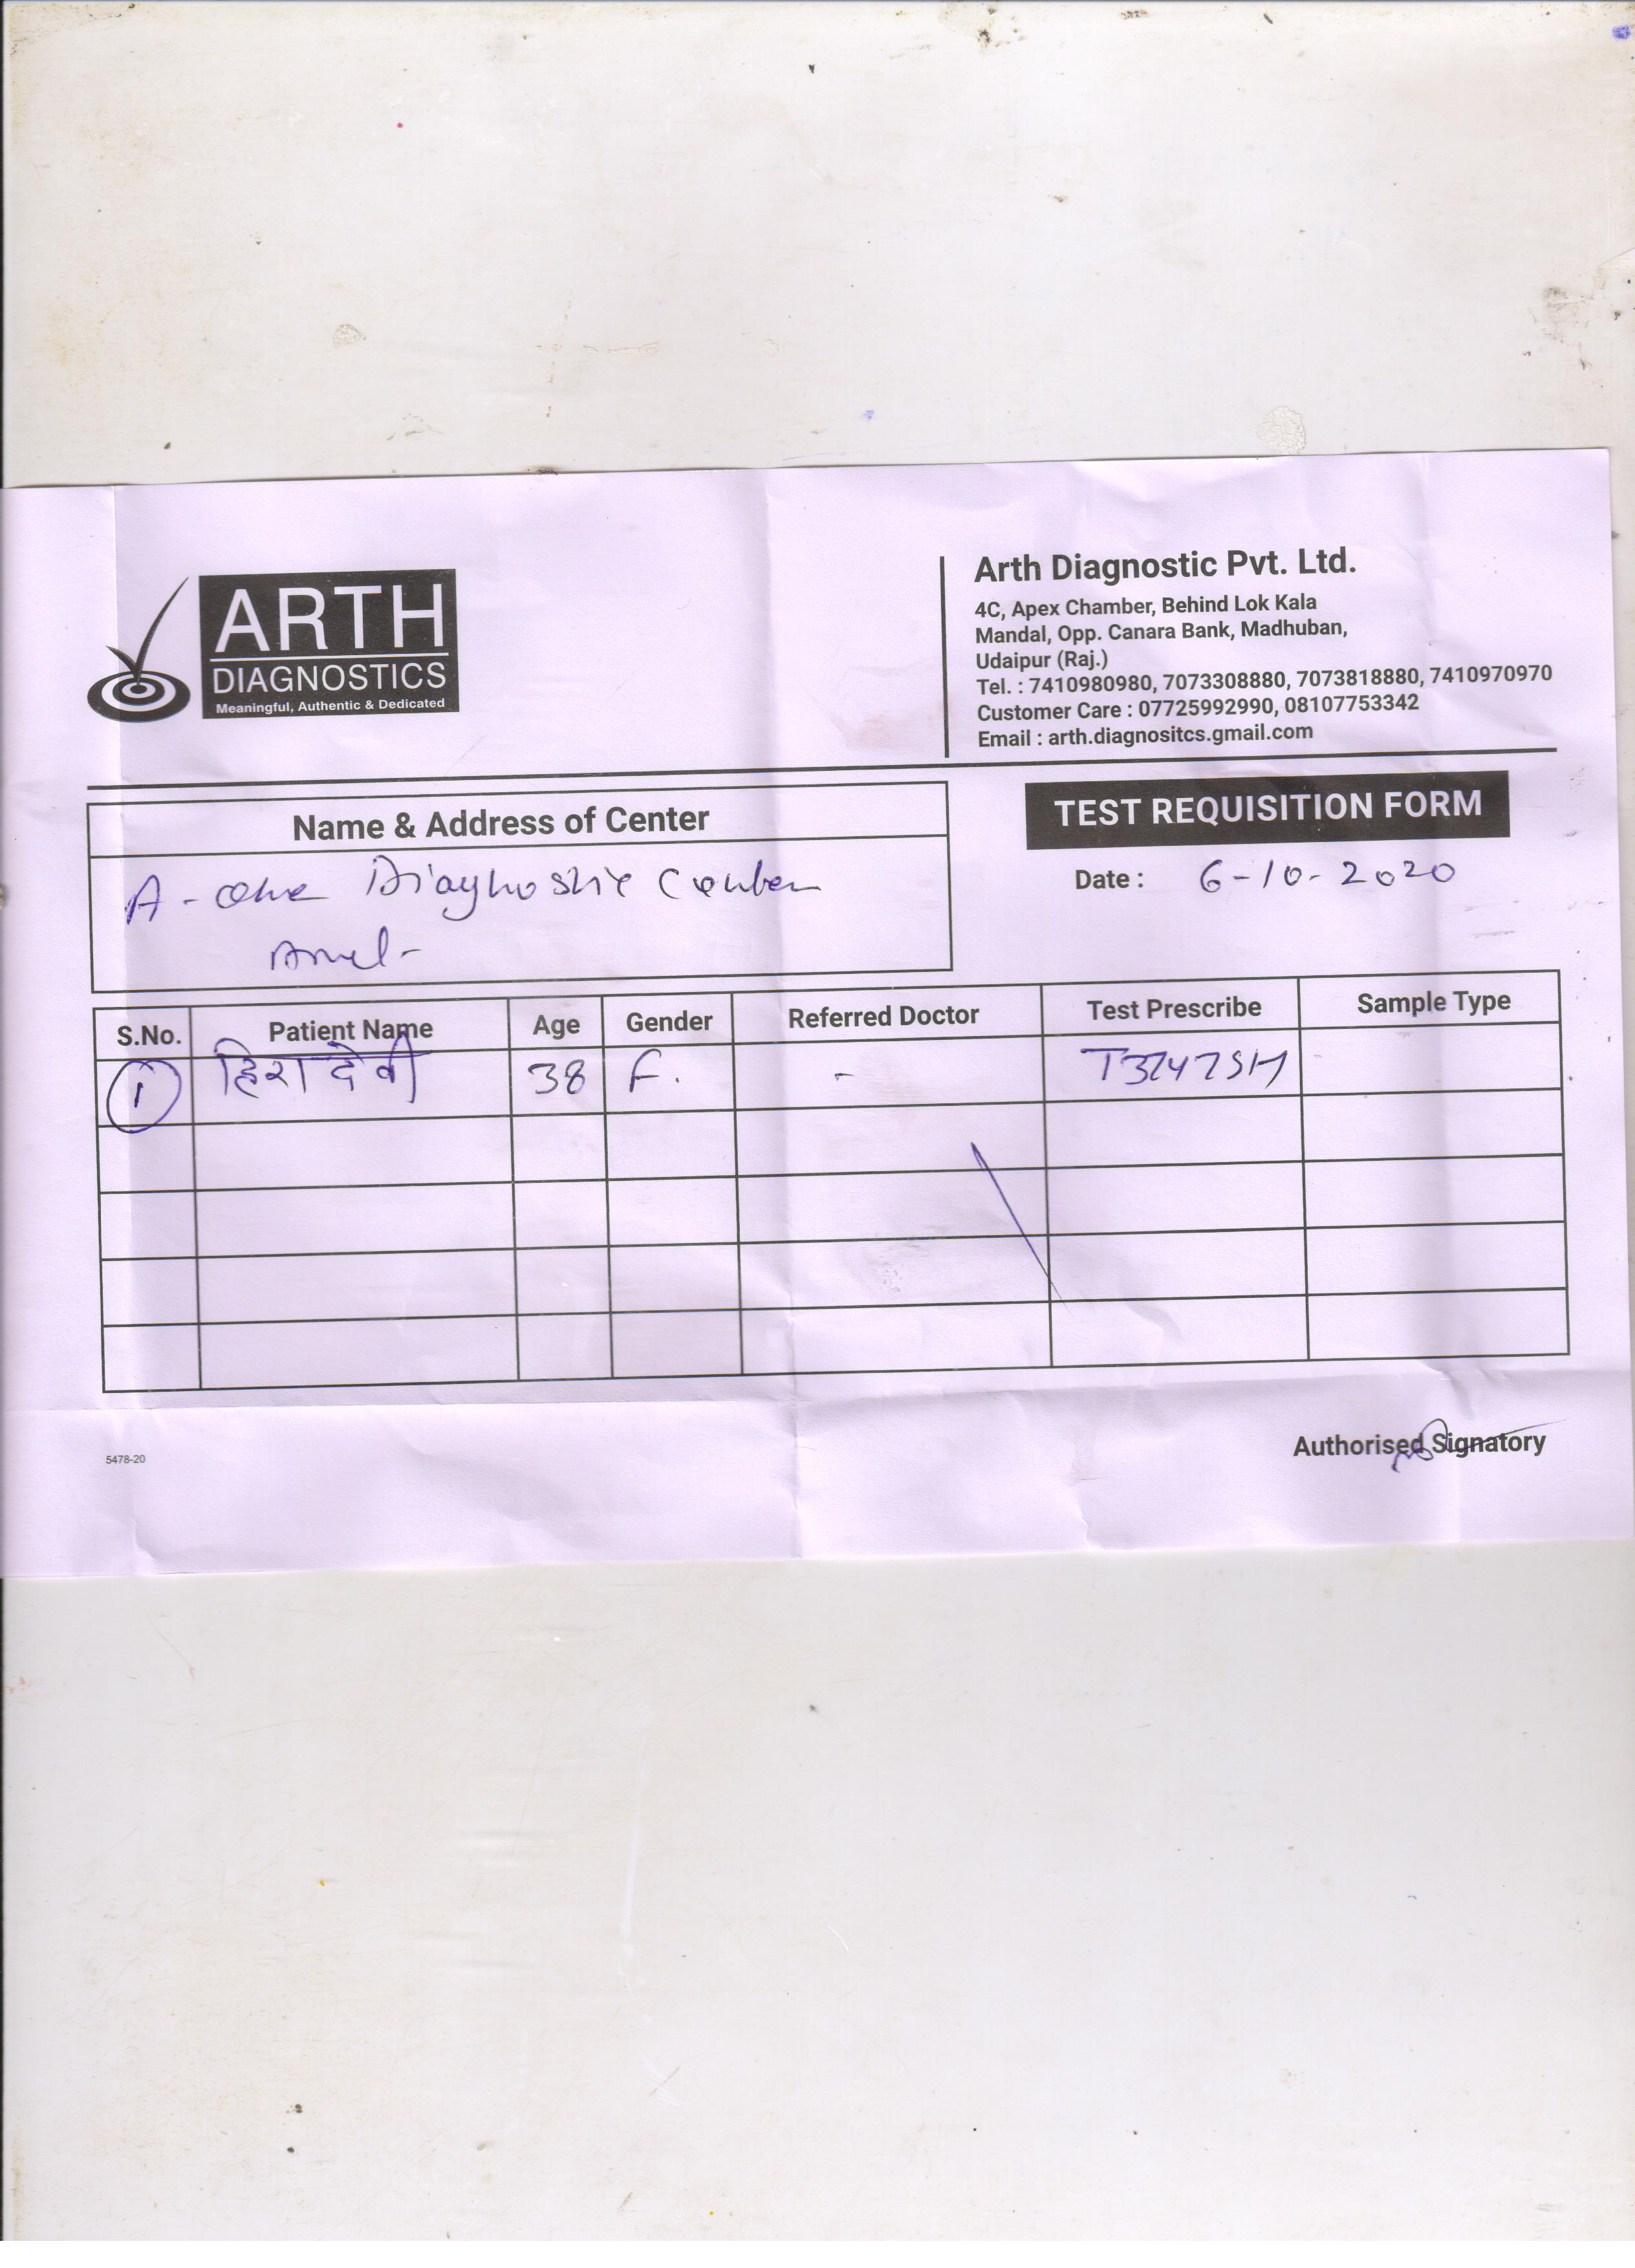 ARTH
DIAGNOSTICS
Meaningful, Authentic & Dedicated
Arth Diagnostic Pvt. Ltd.
4C, Apex Chamber, Behind Lok Kala
Mandal, Opp. Canara Bank, Madhuban,
Udaipur (Raj.)
Tel. : 7410980980, 7073308880, 7073818880, 7410970970
Customer Care : 07725992990, 08107753342
Email : arth.diagnositcs.gmail.com
Name & Address of Center
A - one Diagnostic Center
TEST REQUISITION FORM
Date : 6-10-2020
S.No. Patient Name Age Gender Referred Doctor Test Prescribe Sample Type
1 हिरा देवी 38 F. - T3T4TSH
5478-20
Authorised Signatory